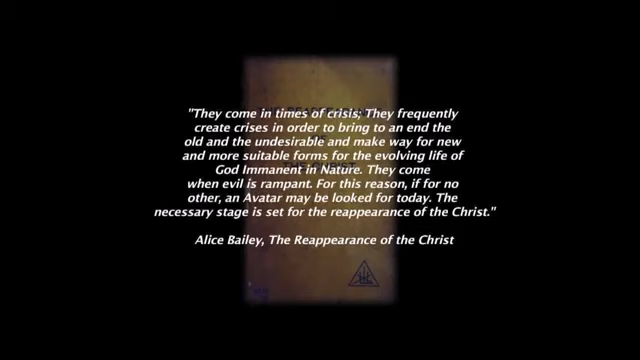 "They come in times of crisis; They frequently
create crises in order to bring to an end the
old and the undesirable and make way for new
and more suitable forms for the evolving life of
God Immanent in Nature. They come
when evil is rampant. For this reason, if for no
other, an Avatar may be looked for today. The
necessary stage is set for the reappearance of the Christ."
Alice Bailey, The Reappearance of the Christ